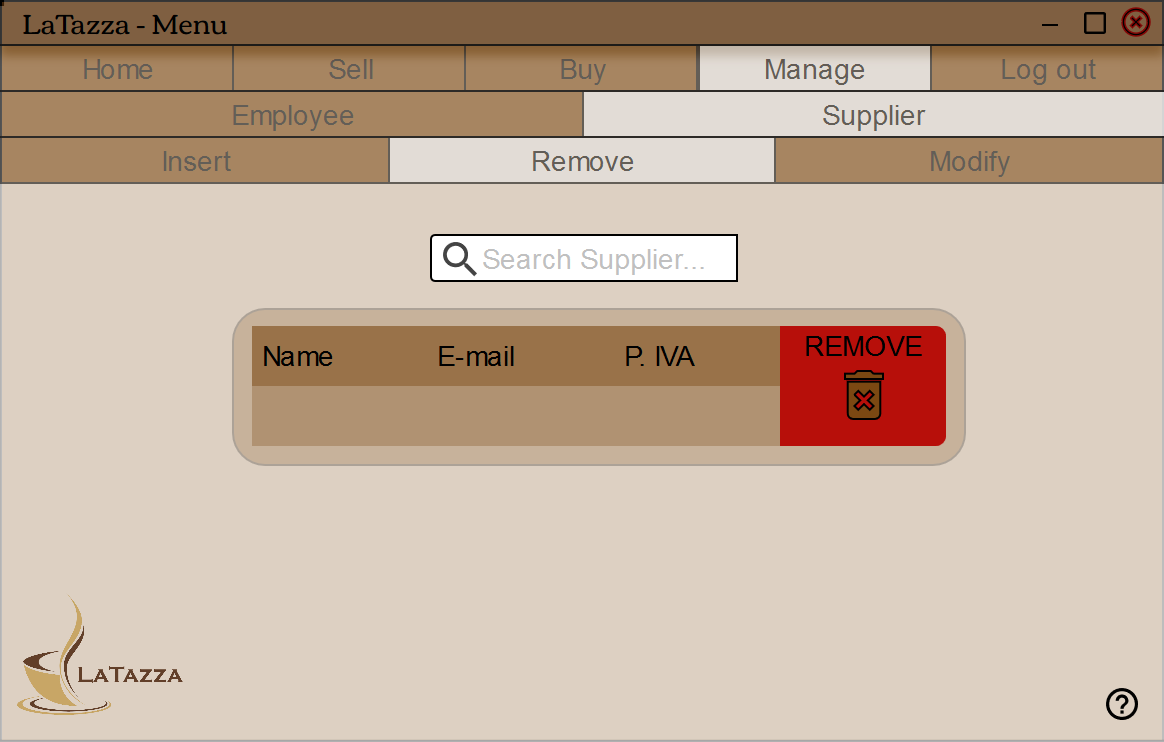 LaTazza - Menu
Home Sell Buy Manage Log out
Employee Supplier
Insert Remove Modify
Search Supplier...
Name E-mail P. IVA REMOVE
LATAZZA
?